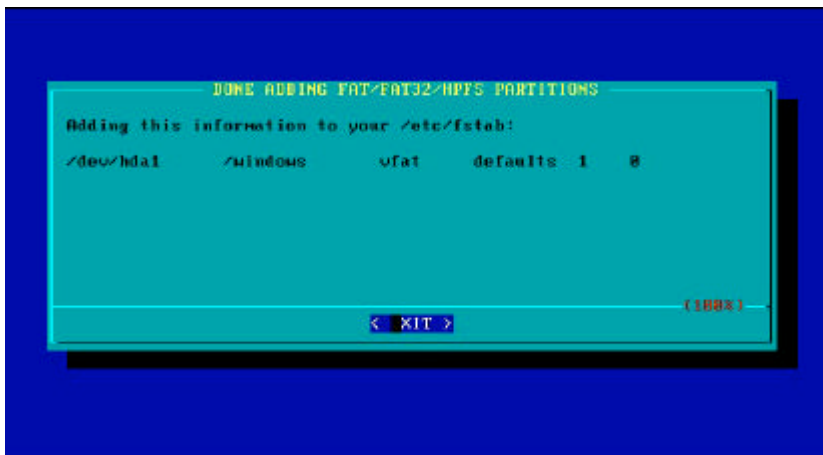 DONE ADDING FAT/FAT32/HPFS PARTITIONS
Adding this information to your /etc/fstab:
/dev/hda1 /windows vfat defaults 1 0
(100%)
< EXIT >